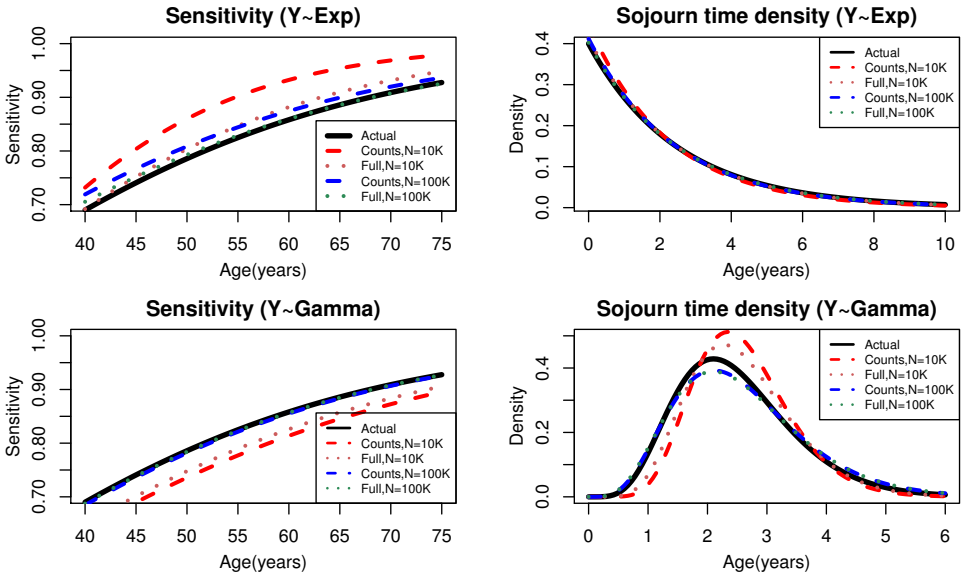 Sensitivity (Y~Exp)
Sensitivity
1.00
0.90
0.80
0.70
Actual
Counts,N=10K
Full,N=10K
Counts,N=100K
Full,N=100K
40 45 50 55 60 65 70 75
Age(years)
Sojourn time density (Y~Exp)
Density
0.4
0.3
0.2
0.1
0.0
Actual
Counts,N=10K
Full,N=10K
Counts,N=100K
Full,N=100K
0 2 4 6 8 10
Age(years)
Sensitivity (Y~Gamma)
Sensitivity
1.00
0.90
0.80
0.70
Actual
Counts,N=10K
Full,N=10K
Counts,N=100K
Full,N=100K
40 45 50 55 60 65 70 75
Age(years)
Sojourn time density (Y~Gamma)
Density
0.4
0.2
0.0
Actual
Counts,N=10K
Full,N=10K
Counts,N=100K
Full,N=100K
0 1 2 3 4 5 6
Age(years)